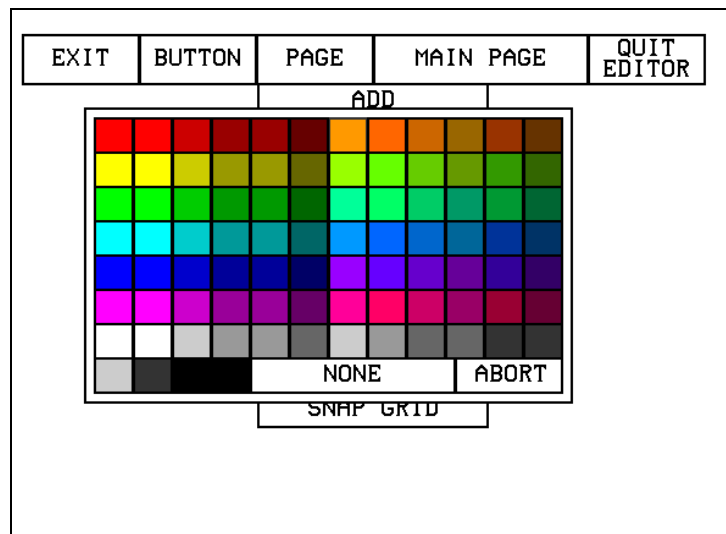 EXIT BUTTON PAGE MAIN PAGE QUIT
EDITOR
ADD
NONE ABORT
SNAP GRID